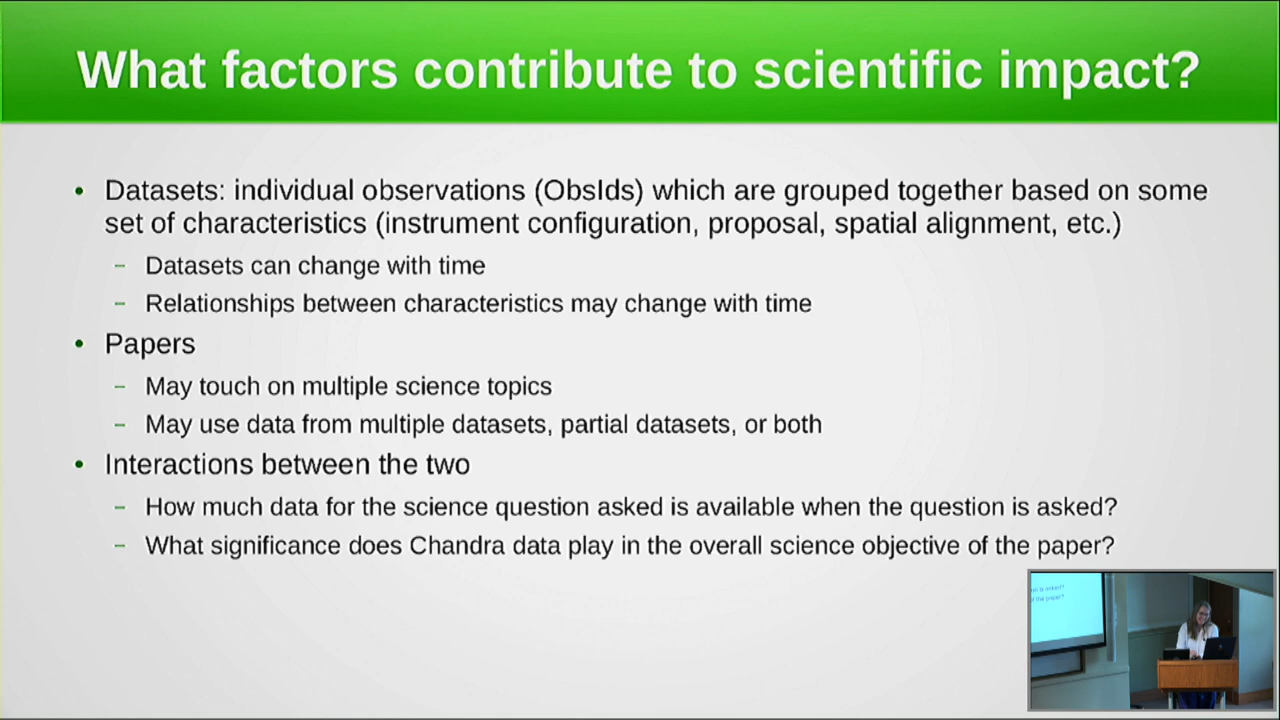 What factors contribute to scientific impact?
• Datasets: individual observations (ObsIds) which are grouped together based on some
set of characteristics (instrument configuration, proposal, spatial alignment, etc.)
– Datasets can change with time
– Relationships between characteristics may change with time
• Papers
– May touch on multiple science topics
– May use data from multiple datasets, partial datasets, or both
• Interactions between the two
– How much data for the science question asked is available when the question is asked?
– What significance does Chandra data play in the overall science objective of the paper?
is asked?
the paper?